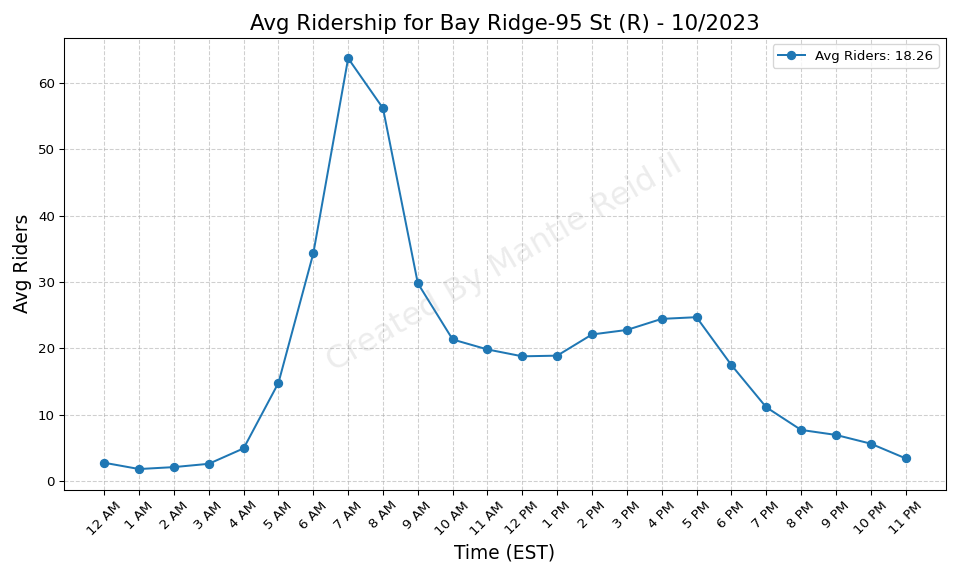 Avg Ridership for Bay Ridge-95 St (R) - 10/2023
Avg Riders: 18.26
60
50
40
30
20
10
0
Avg Riders
Created By Mantie Reid II
12 AM
1 AM
2 AM
3 AM
4 AM
5 AM
6 AM
7 AM
8 AM
9 AM
10 AM
11 AM
12 PM
1 PM
2 PM
3 PM
4 PM
5 PM
6 PM
7 PM
8 PM
9 PM
10 PM
11 PM
Time (EST)